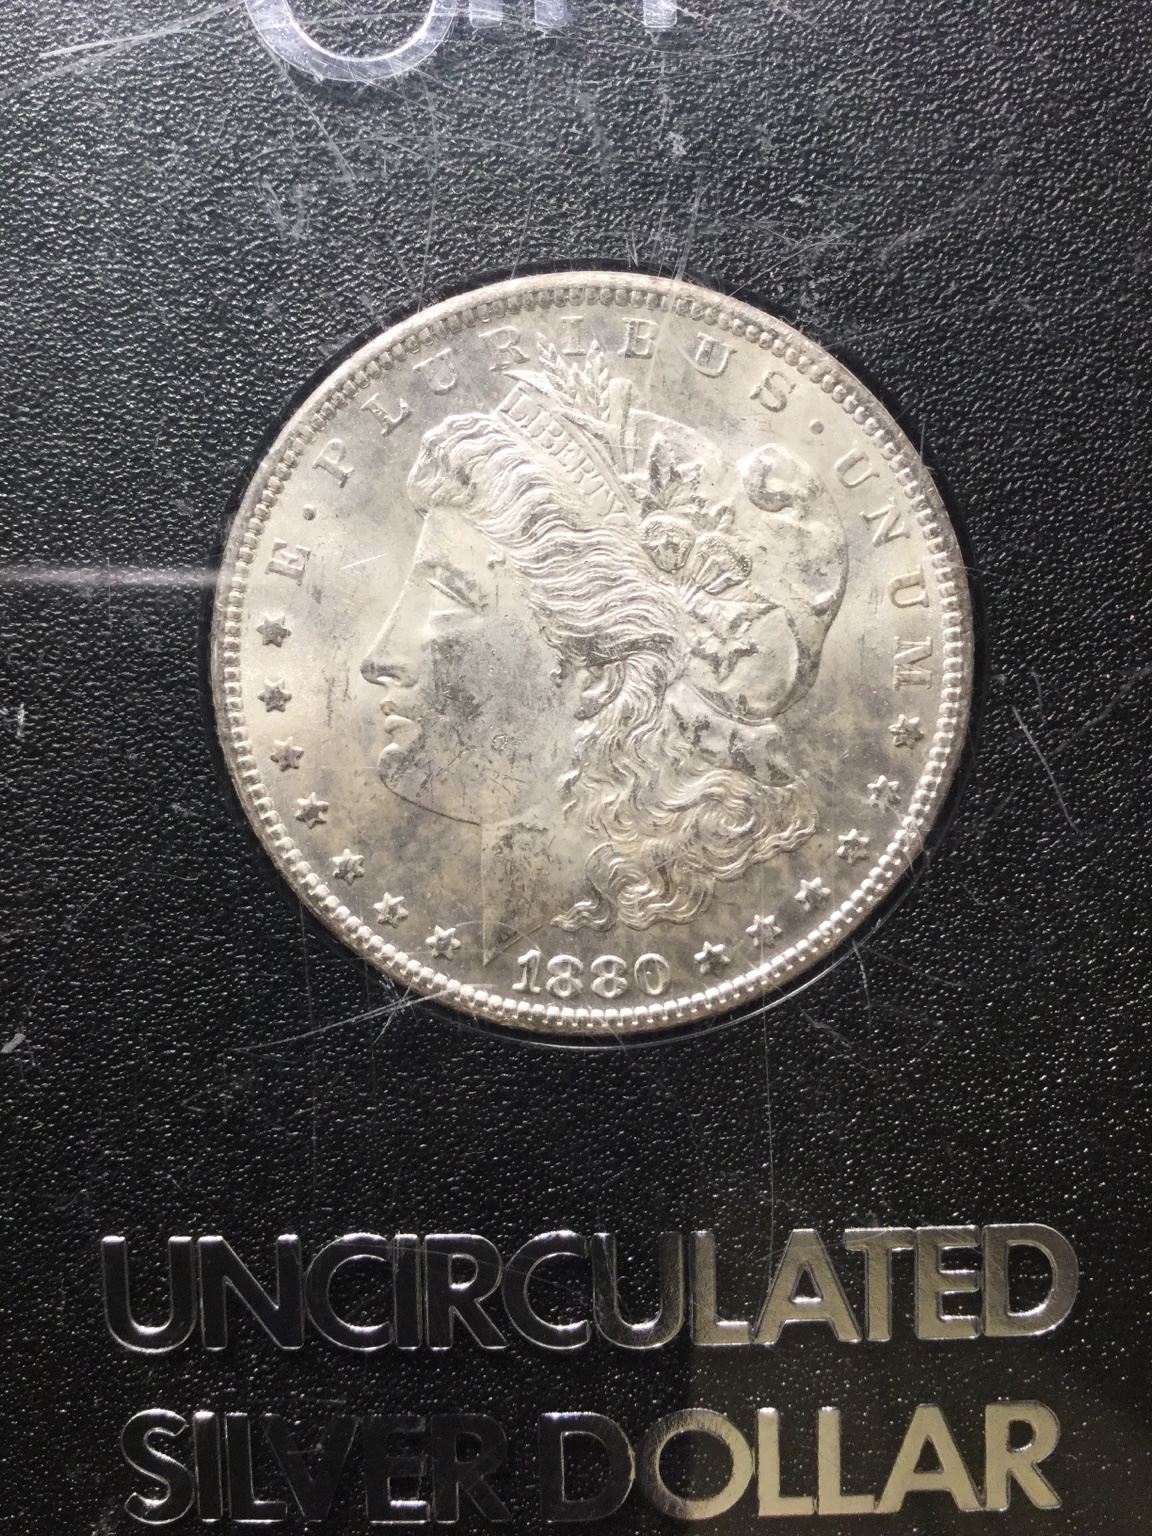 E · PLURIBUS · UNUM
LIBERTY
1880
UNCIRCULATED
SILVER DOLLAR